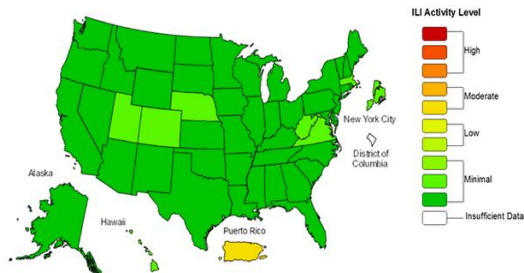 ILI Activity Level
High
Moderate
Low
Minimal
Insufficient Data
New York City
District of
Columbia
Alaska
Hawaii
Puerto Rico